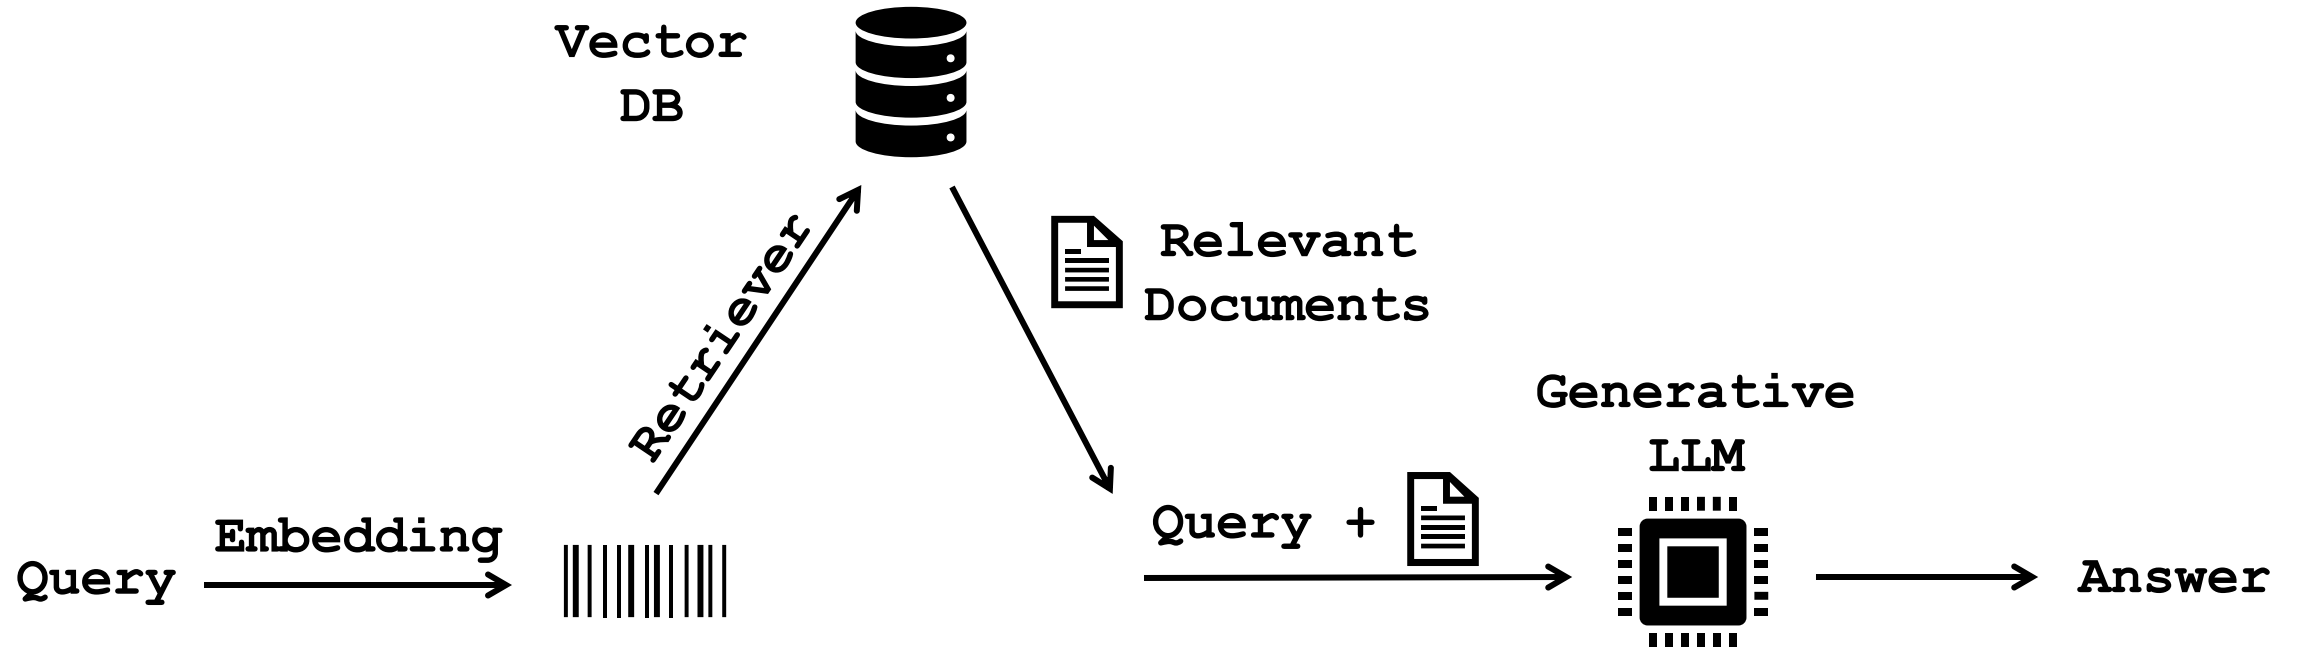 Vector
DB
Retriever
Relevant
Documents
Generative
LLM
Query +
Embedding
Query
Answer